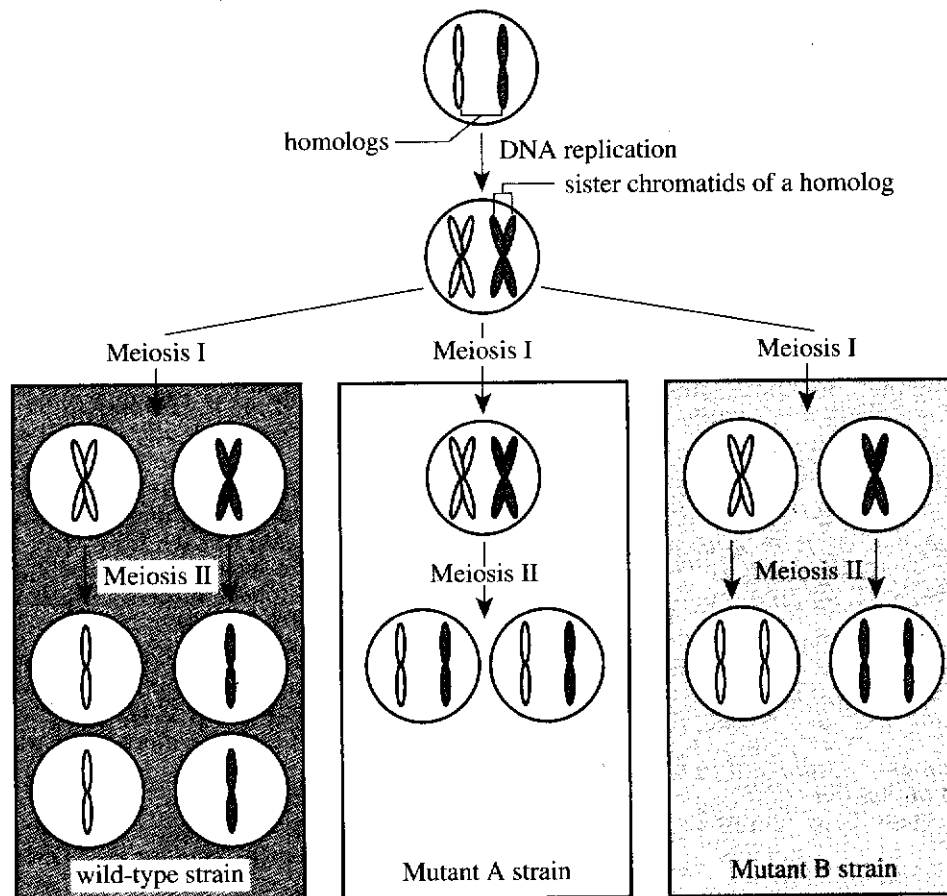 homologs
DNA replication
sister chromatids of a homolog
Meiosis I
Meiosis I
Meiosis I
Meiosis II
Meiosis II
Meiosis II
wild-type strain
Mutant A strain
Mutant B strain